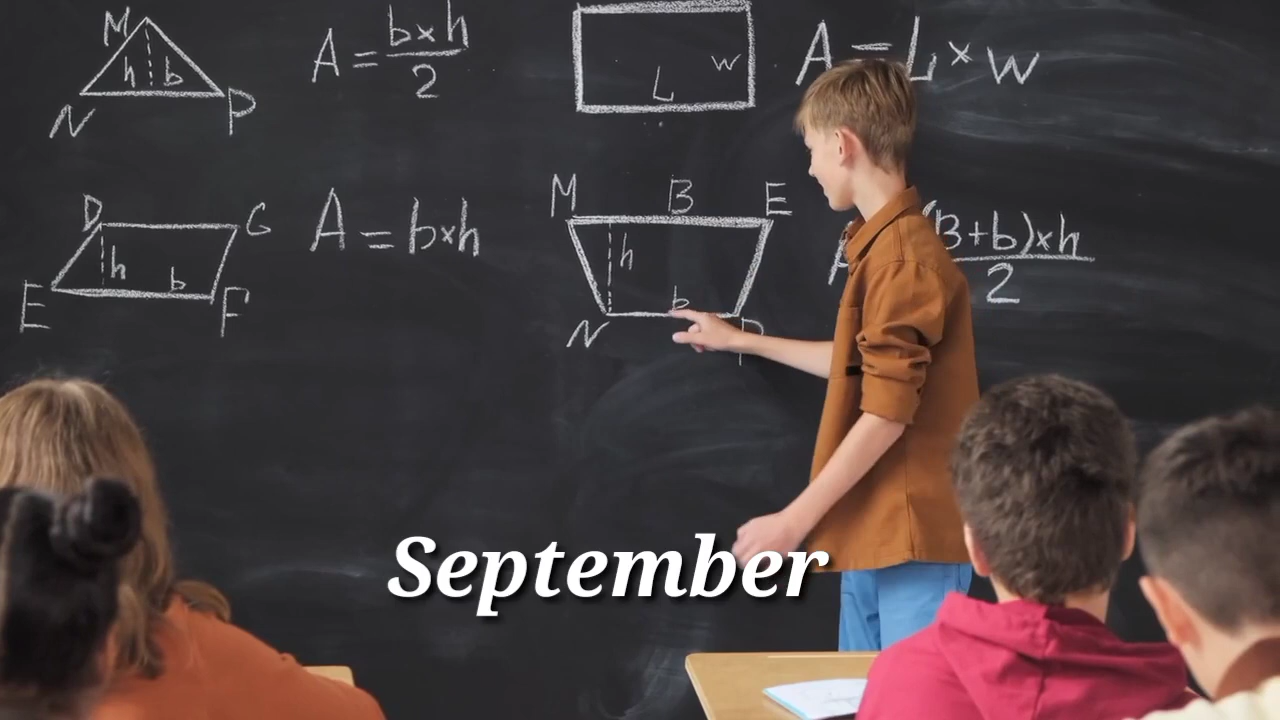 M
h b
N P
A = b×h
2
w
L
A = L × w
D G
h
b
E F
A = b×h
M B E
h
b
N P
(B+b)×h
2
September